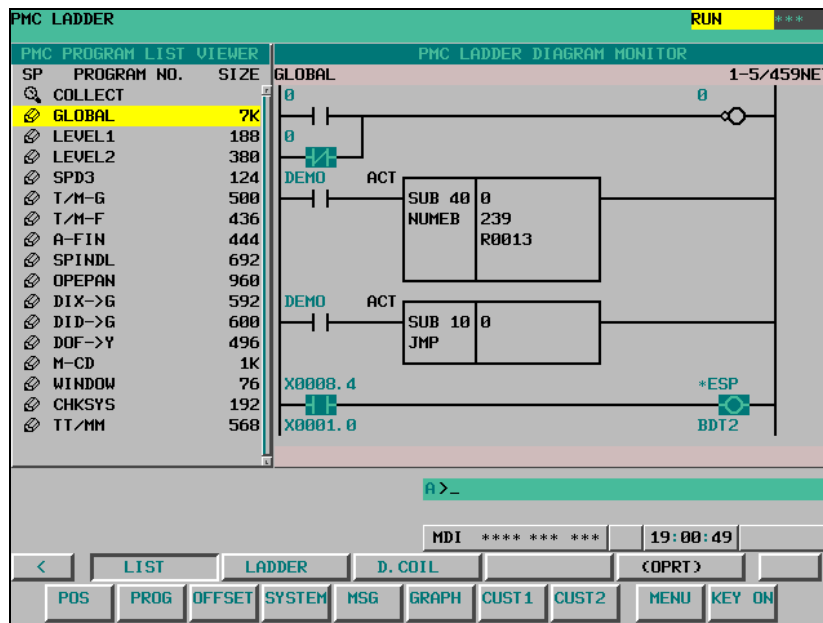 PMC LADDER RUN ***
PMC PROGRAM LIST VIEWER PMC LADDER DIAGRAM MONITOR
SP PROGRAM NO. SIZE GLOBAL 1-5/459NET
COLLECT
GLOBAL 7K
LEVEL1 188
LEVEL2 380
SPD3 124
T/M-G 500
T/M-F 436
A-FIN 444
SPINDL 692
OPEPAN 960
DIX->G 592
DID->G 600
DOF->Y 496
M-CD 1K
WINDOW 76
CHKSYS 192
TT/MM 568
0 0
0
DEMO ACT
SUB 40 0
NUMEB 239
R0013
DEMO ACT
SUB 10 0
JMP
X0008.4 *ESP
X0001.0 BDT2
A>_
MDI **** *** *** 19:00:49
< LIST LADDER D.COIL (OPRT)
POS PROG OFFSET SYSTEM MSG GRAPH CUST1 CUST2 MENU KEY ON